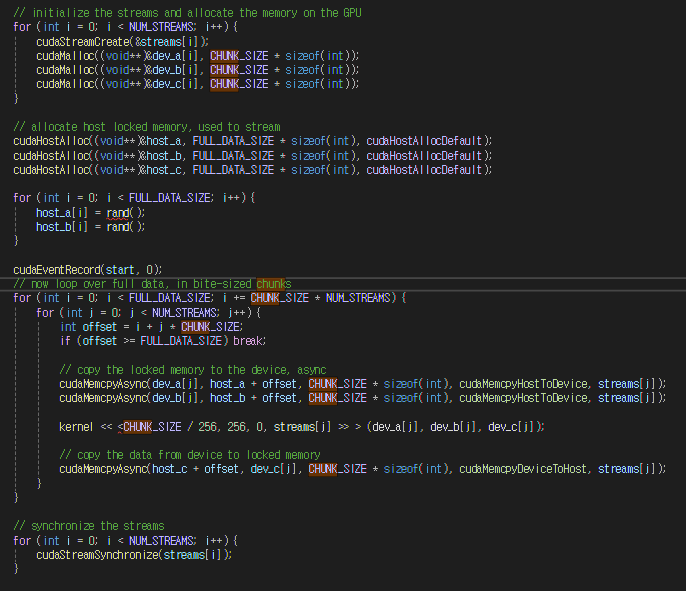 // initialize the streams and allocate the memory on the GPU
for (int i = 0; i < NUM_STREAMS; i++) {
    cudaStreamCreate(&streams[i]);
    cudaMalloc((void**)&dev_a[i], CHUNK_SIZE * sizeof(int));
    cudaMalloc((void**)&dev_b[i], CHUNK_SIZE * sizeof(int));
    cudaMalloc((void**)&dev_c[i], CHUNK_SIZE * sizeof(int));
}

// allocate host locked memory, used to stream
cudaHostAlloc((void**)&host_a, FULL_DATA_SIZE * sizeof(int), cudaHostAllocDefault);
cudaHostAlloc((void**)&host_b, FULL_DATA_SIZE * sizeof(int), cudaHostAllocDefault);
cudaHostAlloc((void**)&host_c, FULL_DATA_SIZE * sizeof(int), cudaHostAllocDefault);

for (int i = 0; i < FULL_DATA_SIZE; i++) {
    host_a[i] = rand();
    host_b[i] = rand();
}

cudaEventRecord(start, 0);
// now loop over full data, in bite-sized chunks
for (int i = 0; i < FULL_DATA_SIZE; i += CHUNK_SIZE * NUM_STREAMS) {
    for (int j = 0; j < NUM_STREAMS; j++) {
        int offset = i + j * CHUNK_SIZE;
        if (offset >= FULL_DATA_SIZE) break;

        // copy the locked memory to the device, async
        cudaMemcpyAsync(dev_a[j], host_a + offset, CHUNK_SIZE * sizeof(int), cudaMemcpyHostToDevice, streams[j]);
        cudaMemcpyAsync(dev_b[j], host_b + offset, CHUNK_SIZE * sizeof(int), cudaMemcpyHostToDevice, streams[j]);

        kernel << <CHUNK_SIZE / 256, 256, 0, streams[j] >> > (dev_a[j], dev_b[j], dev_c[j]);

        // copy the data from device to locked memory
        cudaMemcpyAsync(host_c + offset, dev_c[j], CHUNK_SIZE * sizeof(int), cudaMemcpyDeviceToHost, streams[j]);
    }
}

// synchronize the streams
for (int i = 0; i < NUM_STREAMS; i++) {
    cudaStreamSynchronize(streams[i]);
}